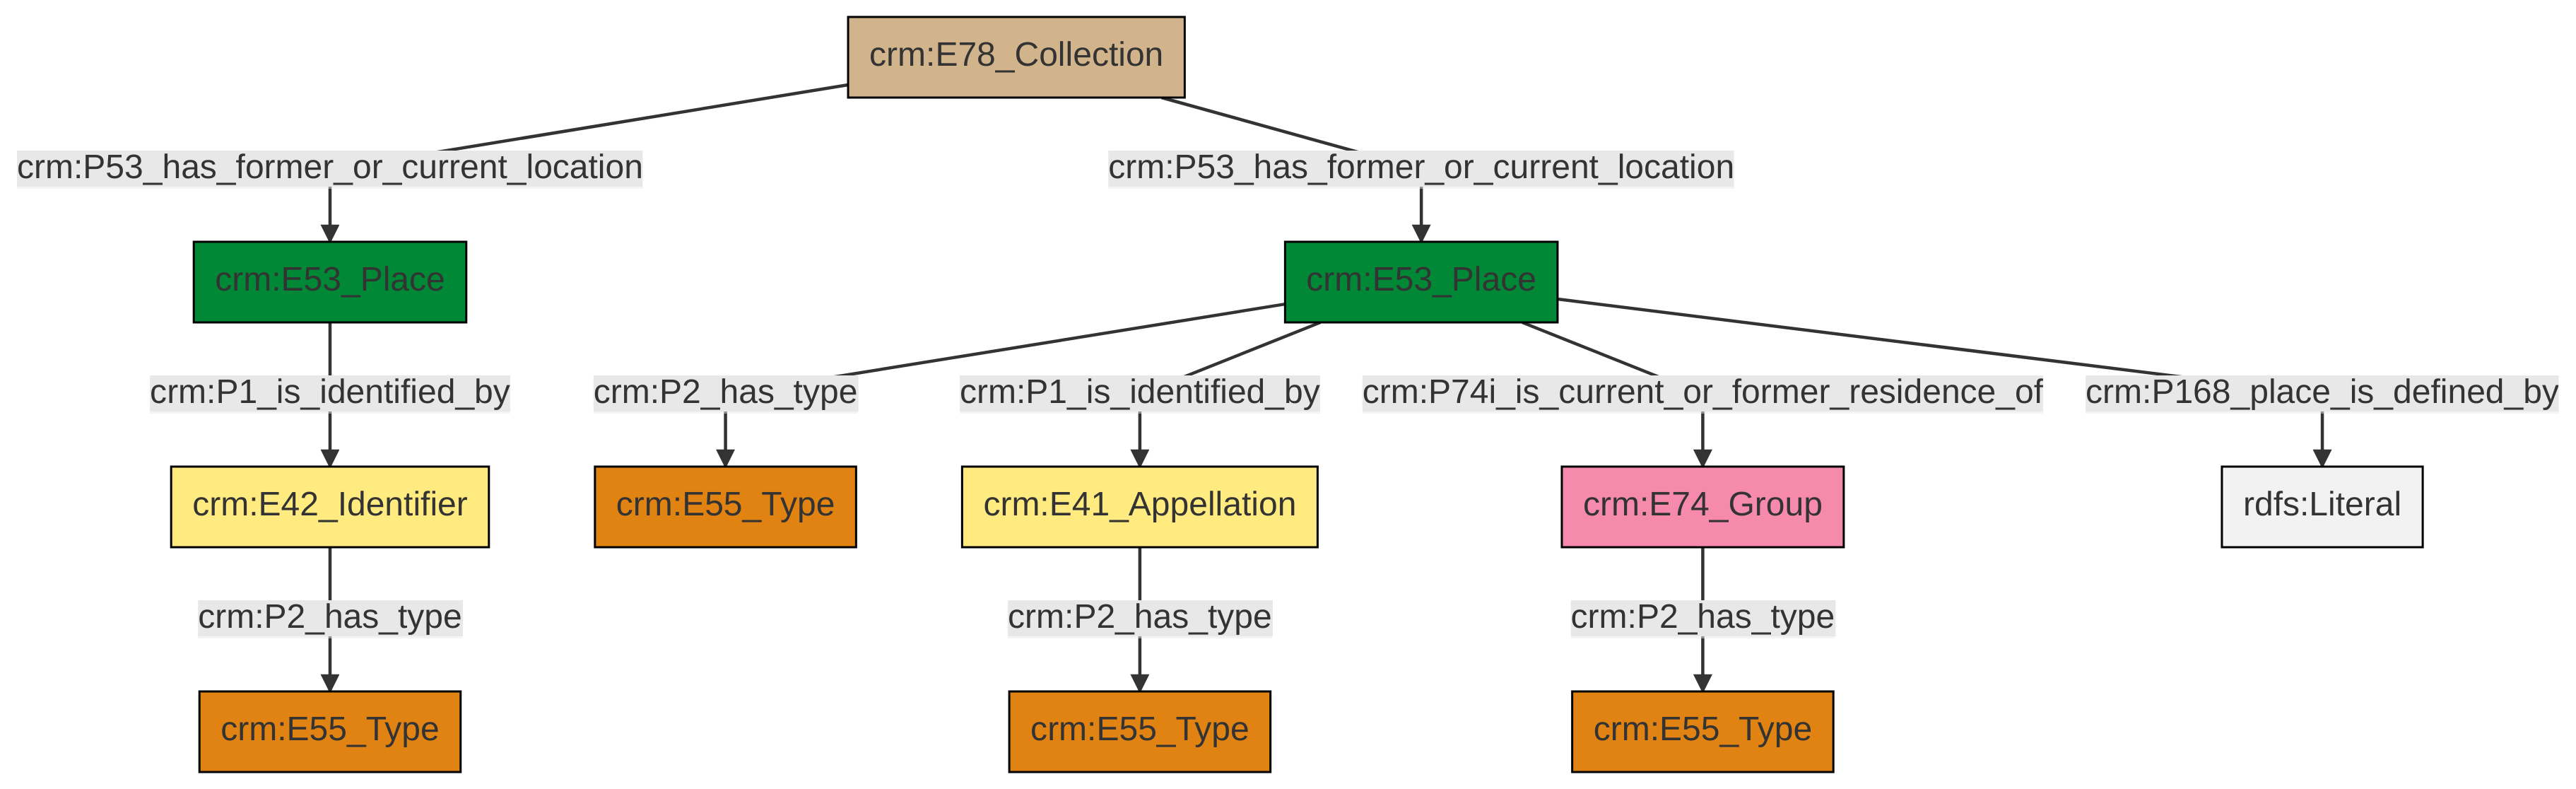 crm:E78_Collection
crm:P53_has_former_or_current_location
crm:P53_has_former_or_current_location
crm:E53_Place
crm:E53_Place
crm:P1_is_identified_by
crm:P2_has_type
crm:P1_is_identified_by
crm:P74i_is_current_or_former_residence_of
crm:P168_place_is_defined_by
crm:E42_Identifier
crm:E55_Type
crm:E41_Appellation
crm:E74_Group
rdfs:Literal
crm:P2_has_type
crm:P2_has_type
crm:P2_has_type
crm:E55_Type
crm:E55_Type
crm:E55_Type